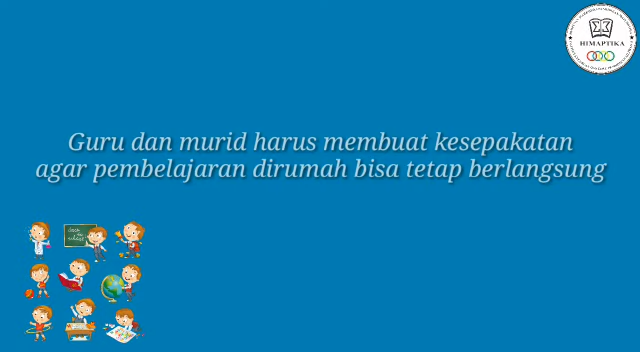 HIMAPTIKA
Guru dan murid harus membuat kesepakatan
agar pembelajaran dirumah bisa tetap berlangsung